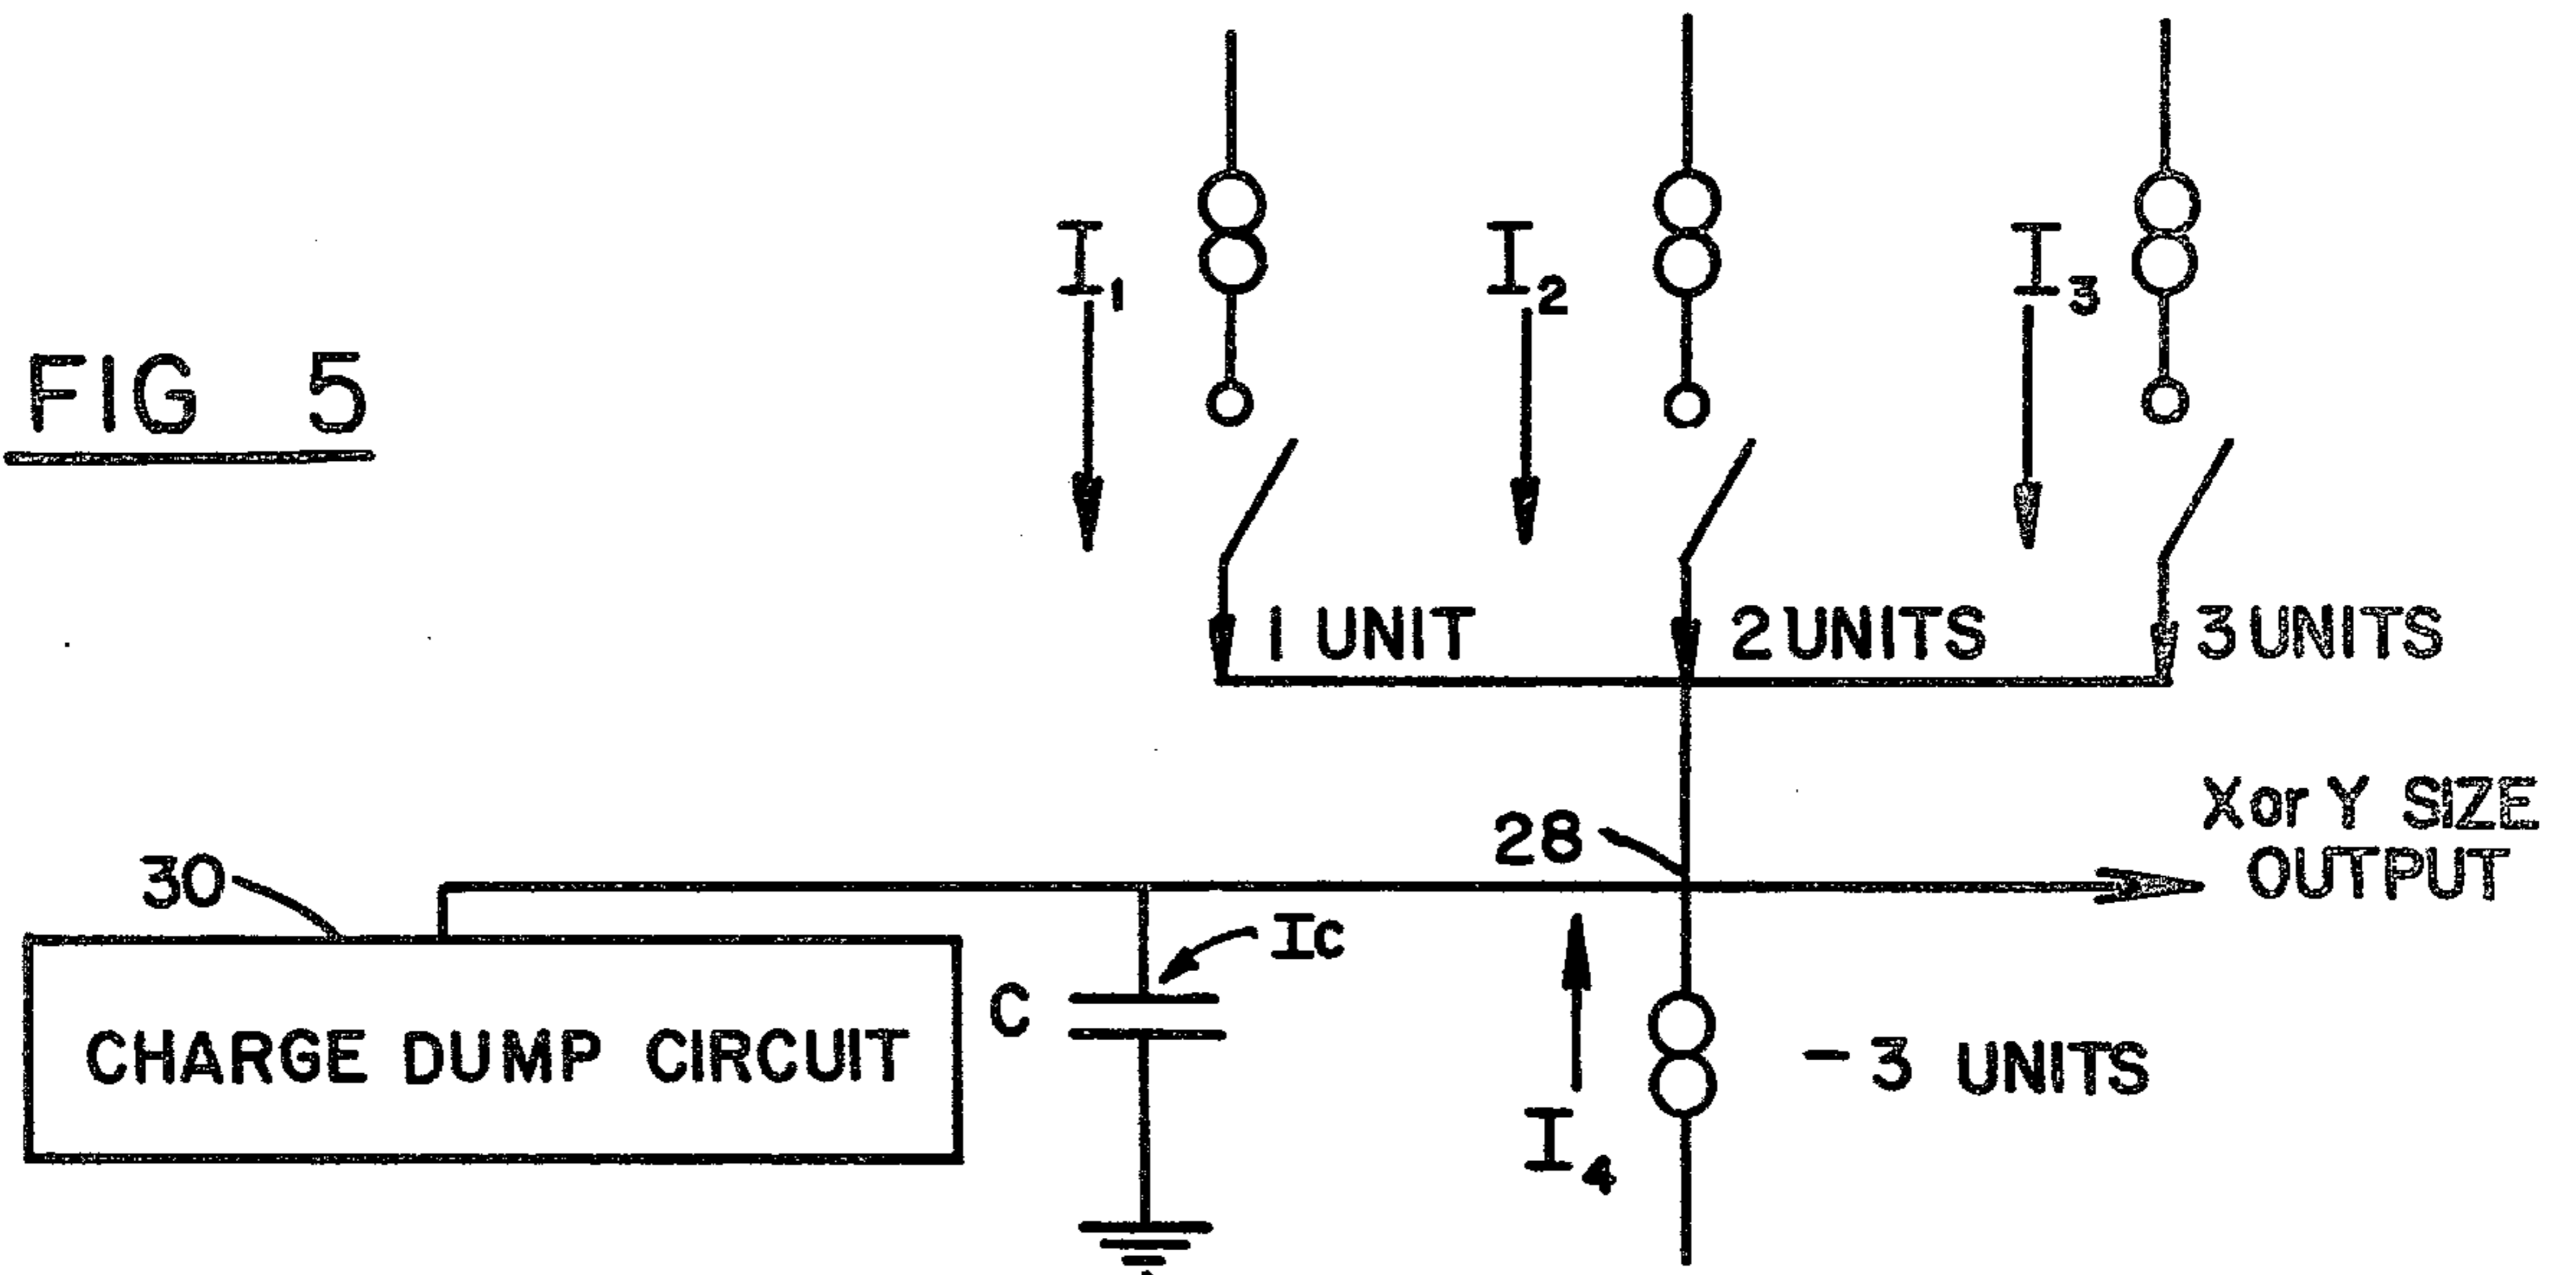 FIG 5
I1
I2
I3
1 UNIT
2 UNITS
3 UNITS
X or Y SIZE
OUTPUT
28
30
Ic
C
CHARGE DUMP CIRCUIT
- 3 UNITS
I4